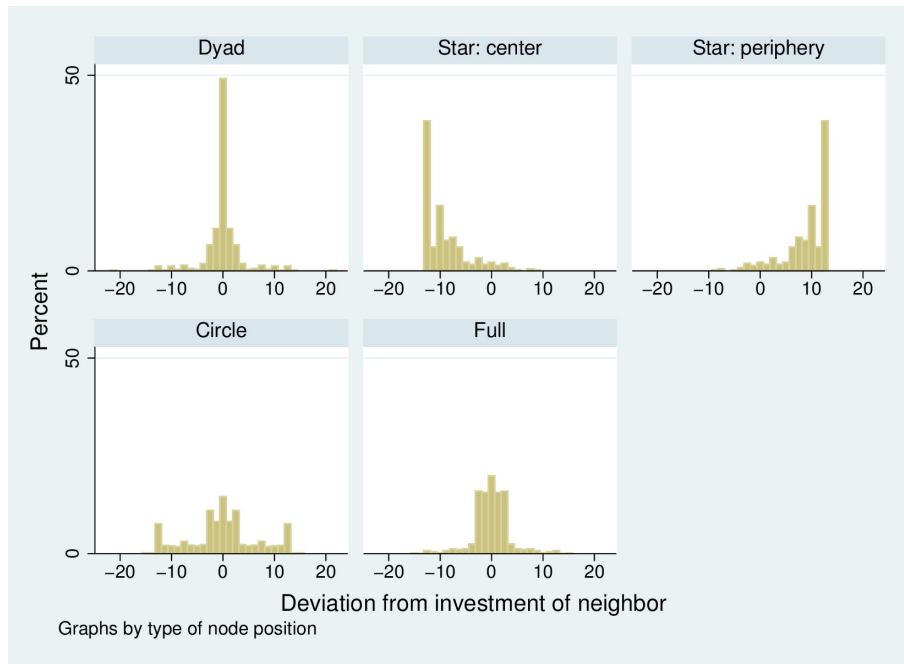 Dyad
Star: center
Star: periphery
50
0
−20 −10 0 10 20
−20 −10 0 10 20
−20 −10 0 10 20
Circle
Full
50
0
−20 −10 0 10 20
−20 −10 0 10 20
Percent
Deviation from investment of neighbor
Graphs by type of node position